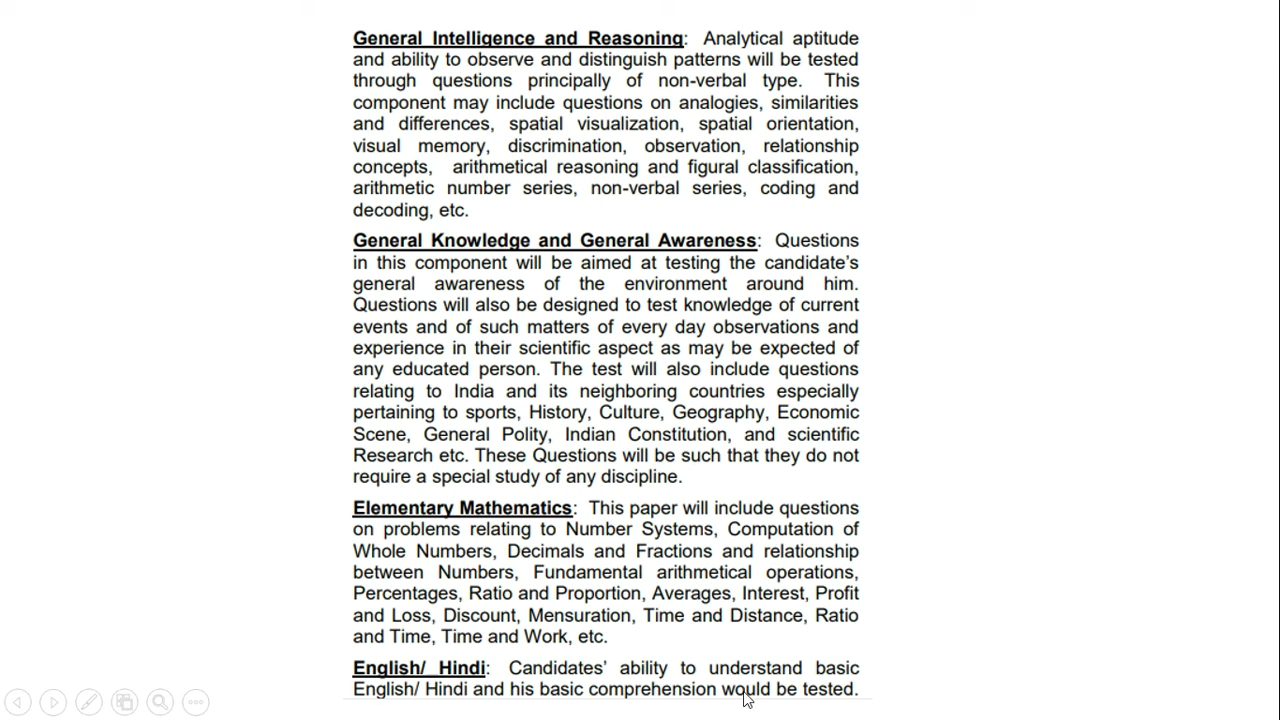 General Intelligence and Reasoning: Analytical aptitude
and ability to observe and distinguish patterns will be tested
through questions principally of non-verbal type. This
component may include questions on analogies, similarities
and differences, spatial visualization, spatial orientation,
visual memory, discrimination, observation, relationship
concepts, arithmetical reasoning and figural classification,
arithmetic number series, non-verbal series, coding and
decoding, etc.
General Knowledge and General Awareness: Questions
in this component will be aimed at testing the candidate's
general awareness of the environment around him.
Questions will also be designed to test knowledge of current
events and of such matters of every day observations and
experience in their scientific aspect as may be expected of
any educated person. The test will also include questions
relating to India and its neighboring countries especially
pertaining to sports, History, Culture, Geography, Economic
Scene, General Polity, Indian Constitution, and scientific
Research etc. These Questions will be such that they do not
require a special study of any discipline.
Elementary Mathematics: This paper will include questions
on problems relating to Number Systems, Computation of
Whole Numbers, Decimals and Fractions and relationship
between Numbers, Fundamental arithmetical operations,
Percentages, Ratio and Proportion, Averages, Interest, Profit
and Loss, Discount, Mensuration, Time and Distance, Ratio
and Time, Time and Work, etc.
English/ Hindi: Candidates' ability to understand basic
English/ Hindi and his basic comprehension would be tested.